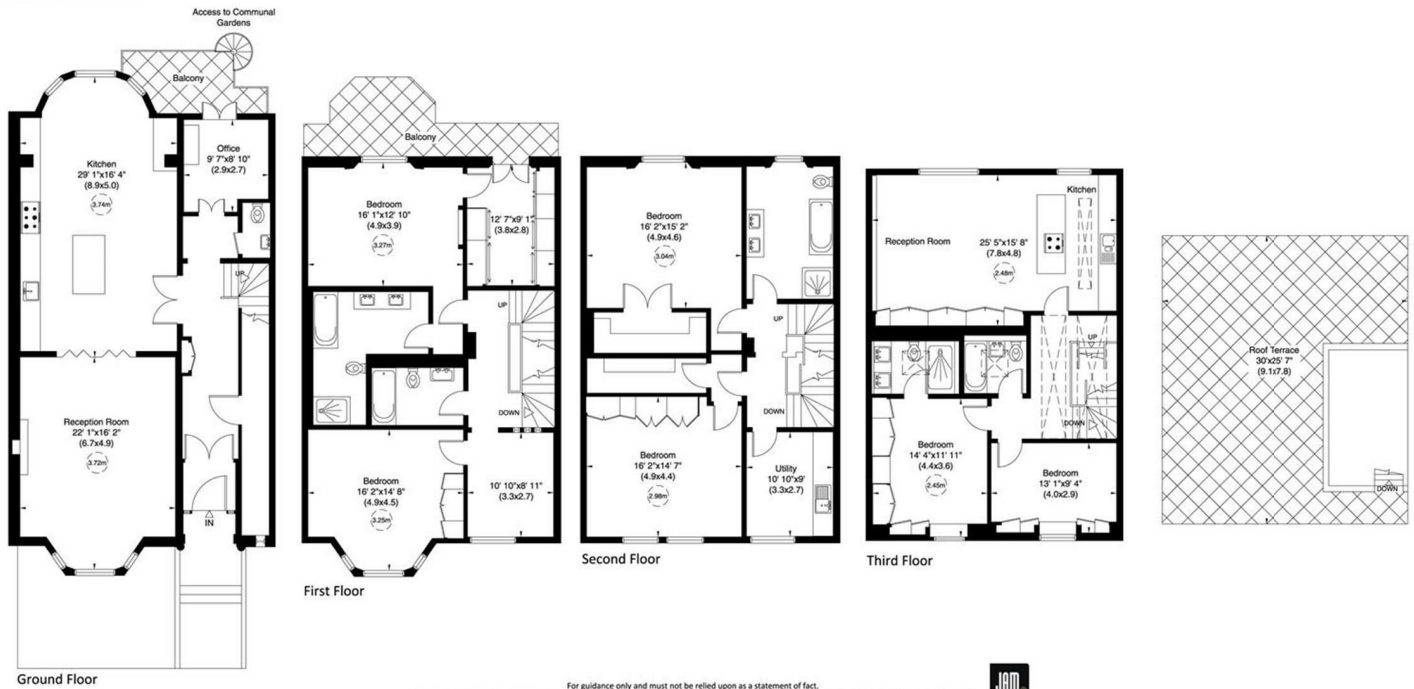 Access to Communal
Gardens
Balcony
Kitchen
29' 1"x16' 4"
(8.9x5.0)
3.74m
Office
9' 7"x8' 10"
(2.9x2.7)
UP
Reception Room
22' 1"x16' 2"
(6.7x4.9)
3.72m
IN
Ground Floor
Balcony
Bedroom
16' 1"x12' 10"
(4.9x3.9)
3.27m
12' 7"x9' 1"
(3.8x2.8)
UP
DOWN
Bedroom
16' 2"x14' 8"
(4.9x4.5)
3.25m
10' 10"x8' 11"
(3.3x2.7)
First Floor
Bedroom
16' 2"x15' 2"
(4.9x4.6)
3.04m
UP
DOWN
Bedroom
16' 2"x14' 7"
(4.9x4.4)
2.98m
Utility
10' 10"x9'
(3.3x2.7)
Second Floor
Kitchen
Reception Room
25' 5"x15' 8"
(7.8x4.8)
2.48m
UP
DOWN
Bedroom
14' 4"x11' 11"
(4.4x3.6)
2.45m
Bedroom
13' 1"x9' 4"
(4.0x2.9)
Third Floor
Roof Terrace
30'x25' 7"
(9.1x7.8)
DOWN
For guidance only and must not be relied upon as a statement of fact.
JAM